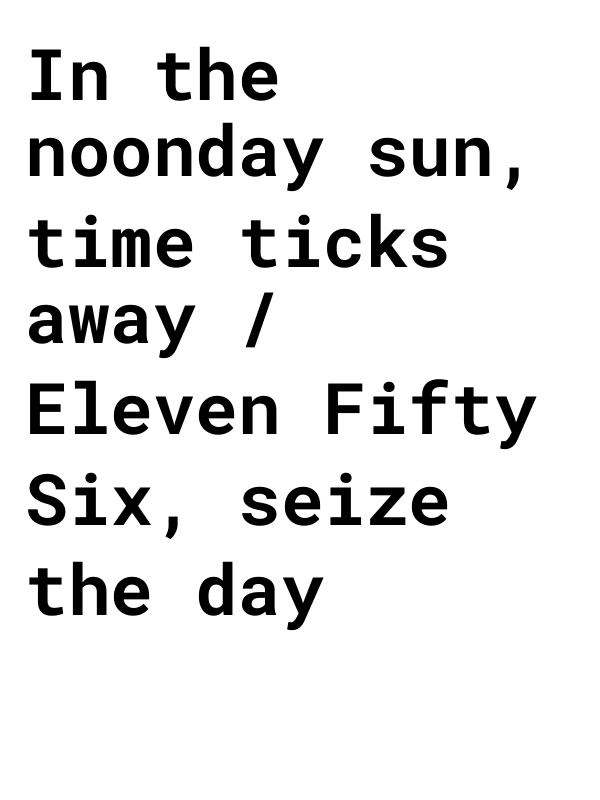 In the
noonday sun,
time ticks
away /
Eleven Fifty
Six, seize
the day